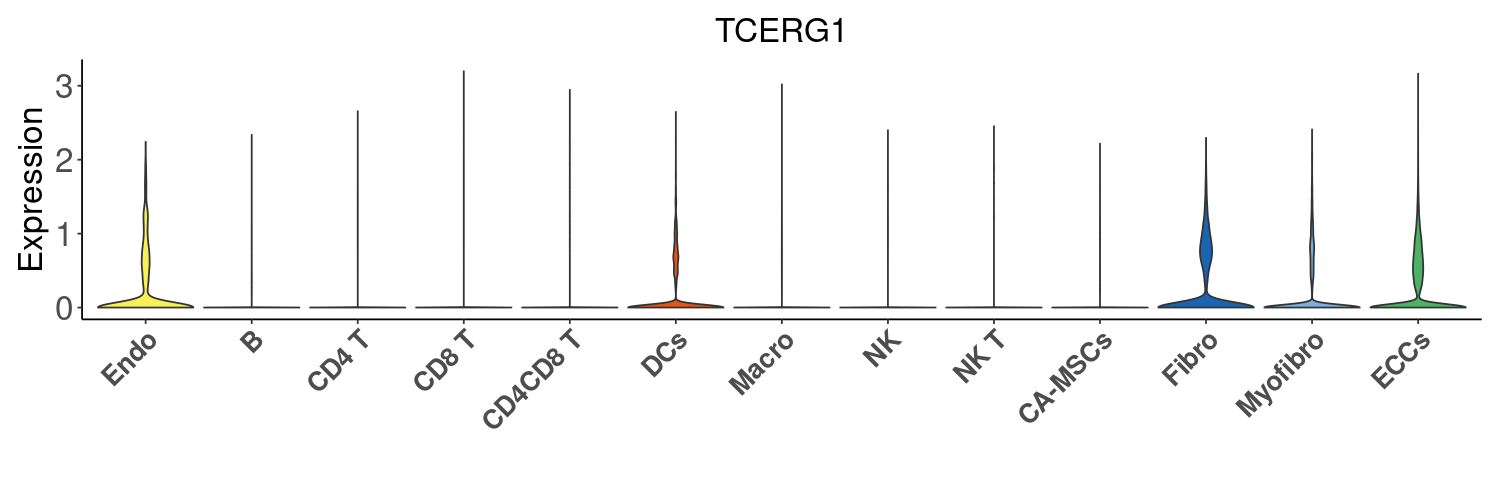 TCERG1
Expression
3
2
1
0
Endo
B
CD4 T
CD8 T
CD4CD8 T
DCs
Macro
NK
NK T
CA-MSCs
Fibro
Myofibro
ECCs